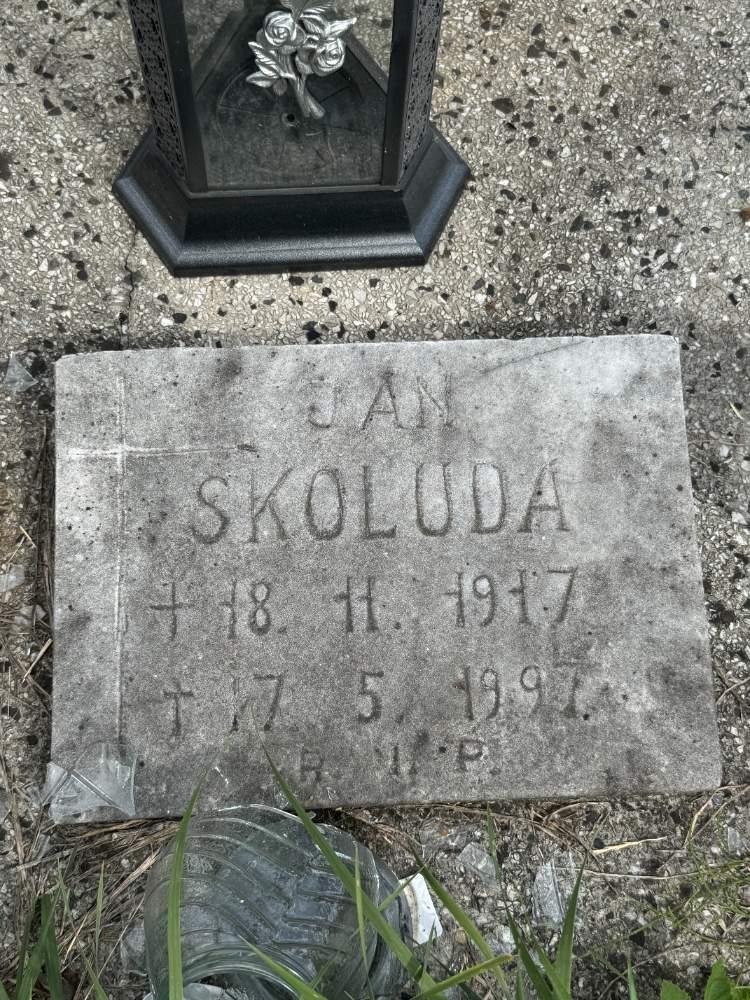 JAN
SKOLUDA
† 18. 11. 1917
† 17. 5. 1997.
R. I. P.